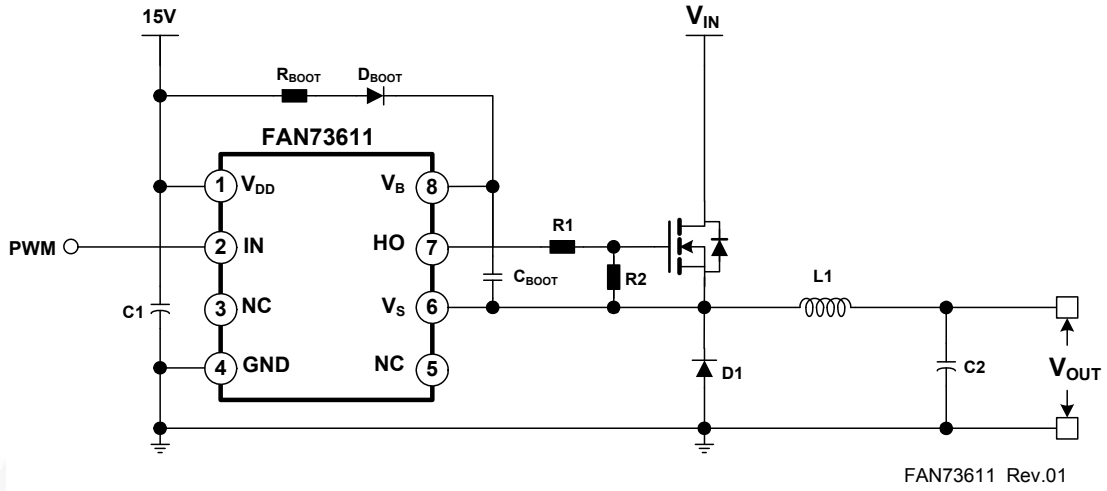 15V
VIN
RBOOT DBOOT
FAN73611
1 VDD VB 8
PWM 2 IN HO 7 R1
R2
CBOOT
L1
C1 3 NC VS 6
4 GND NC 5
D1
C2
VOUT
FAN73611 Rev.01